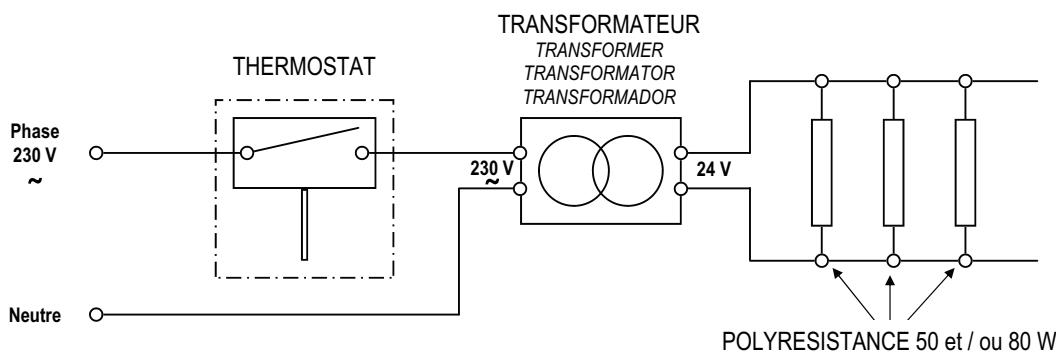 TRANSFORMATEUR
TRANSFORMER
TRANSFORMATOR
TRANSFORMADOR
THERMOSTAT
Phase
230 V
~
230 V
~
24 V
Neutre
POLYRESISTANCE 50 et / ou 80 W